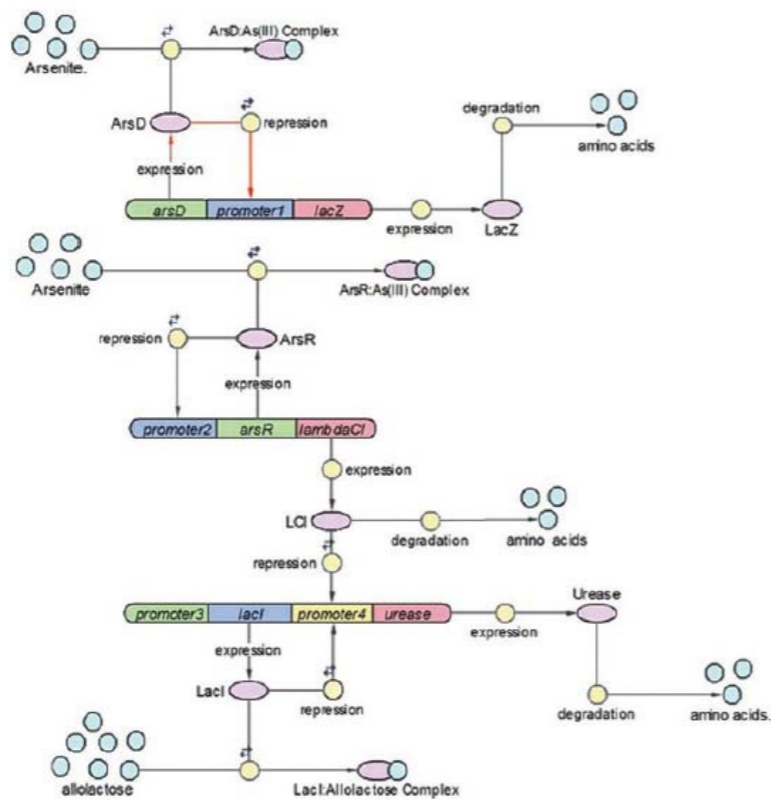 ArsD:As(III) Complex
Arsenite.
ArsD
repression
degradation
amino acids
expression
arsD promoter1 lacZ
expression
LacZ
Arsenite
ArsR:As(III) Complex
repression
ArsR
expression
promoter2 arsR lambdaCI
expression
LCI
degradation
amino acids
repression
Urease
promoter3 lacI promoter4 urease
expression
expression
LacI
repression
degradation
amino acids.
allolactose
LacI:Allolactose Complex